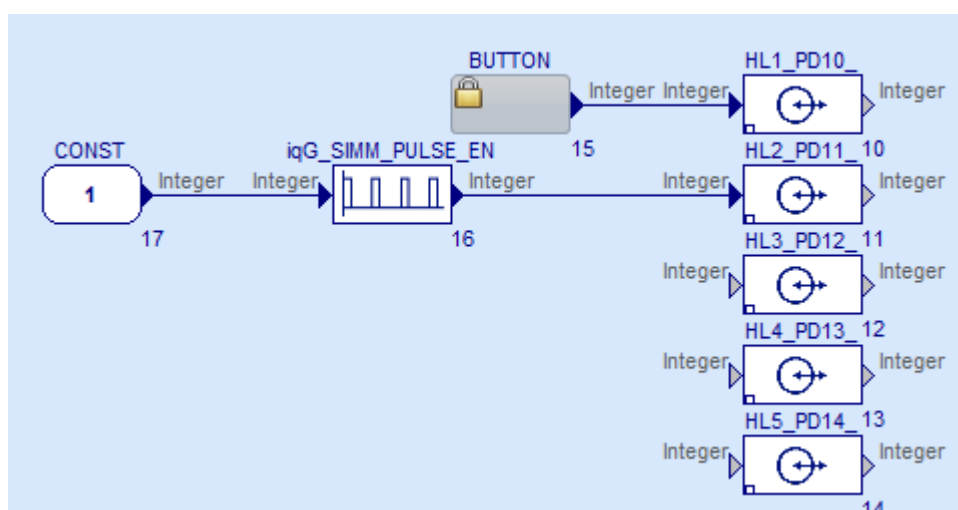 BUTTON HL1_PD10_
Integer Integer Integer
CONST iqG_SIMM_PULSE_EN 15 HL2_PD11_ 10
Integer Integer Integer Integer Integer
1
17 16 HL3_PD12_ 11
Integer Integer
HL4_PD13_ 12
Integer Integer
HL5_PD14_ 13
Integer Integer
14